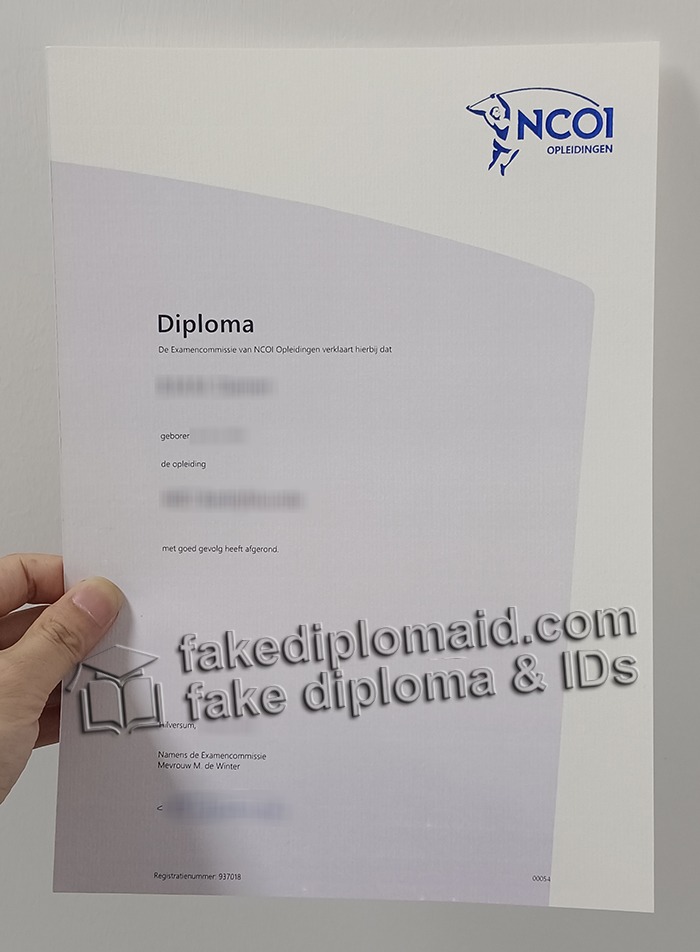 NCOI
OPLEIDINGEN
Diploma
De Examencommissie van NCOI Opleidingen verklaart hierbij dat
geboren
de opleiding
met goed gevolg heeft afgerond.
fakediplomaid.com
fake diploma & IDs
Hilversum,
Namens de Examencommissie
Mevrouw M. de Winter
Registratienummer: 937018
00054